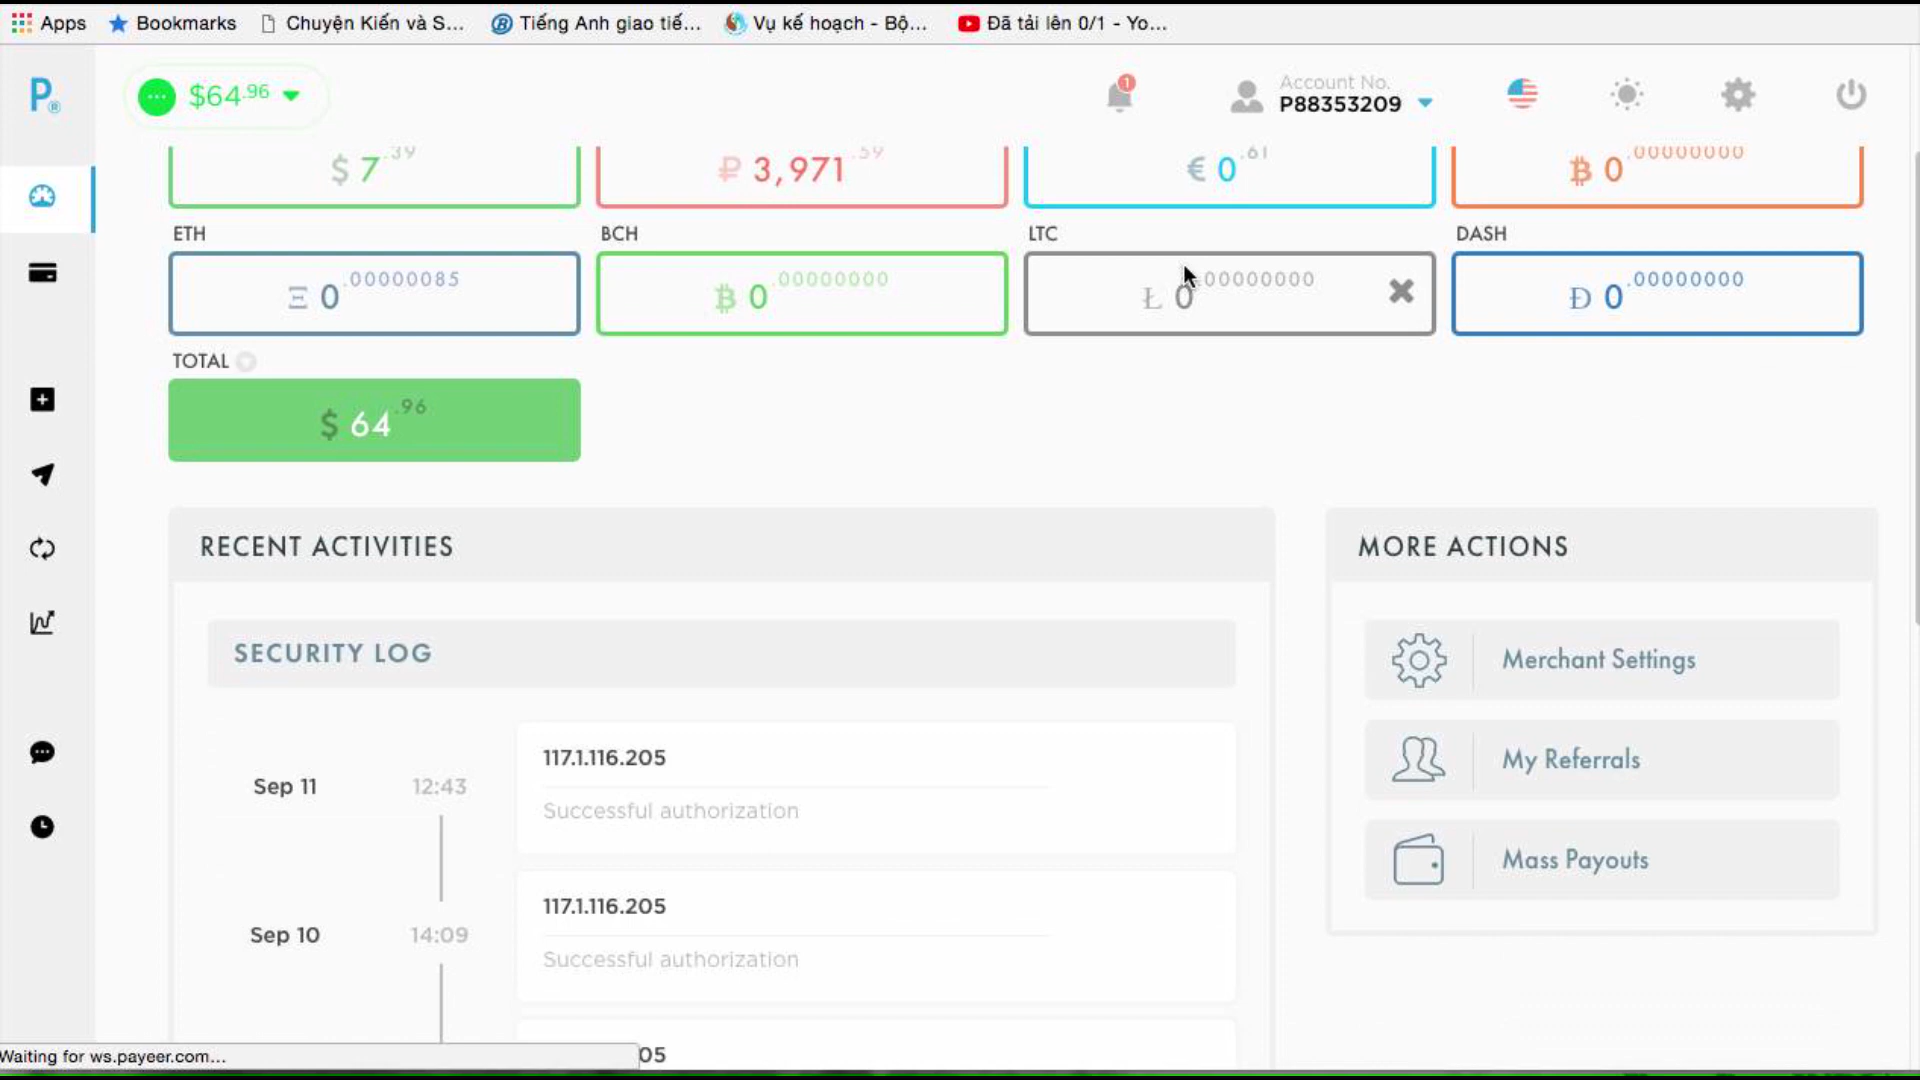 Apps Bookmarks Chuyện Kiến và S... Tiếng Anh giao tiế... Vụ kế hoạch - Bộ... Đã tải lên 0/1 - Yo...
P® $64.96 1 Account No.
P88353209
$ 7.39 ₽ 3,971.59 € 0.61 ₿ 0.00000000
ETH BCH LTC DASH
Ξ 0.00000085 ₿ 0.00000000 Ł 0.00000000 Đ 0.00000000
TOTAL
$ 64.96
RECENT ACTIVITIES
MORE ACTIONS
SECURITY LOG
Merchant Settings
My Referrals
Mass Payouts
117.1.116.205
Sep 11 12:43
Successful authorization
117.1.116.205
Sep 10 14:09
Successful authorization
05
Waiting for ws.payeer.com...